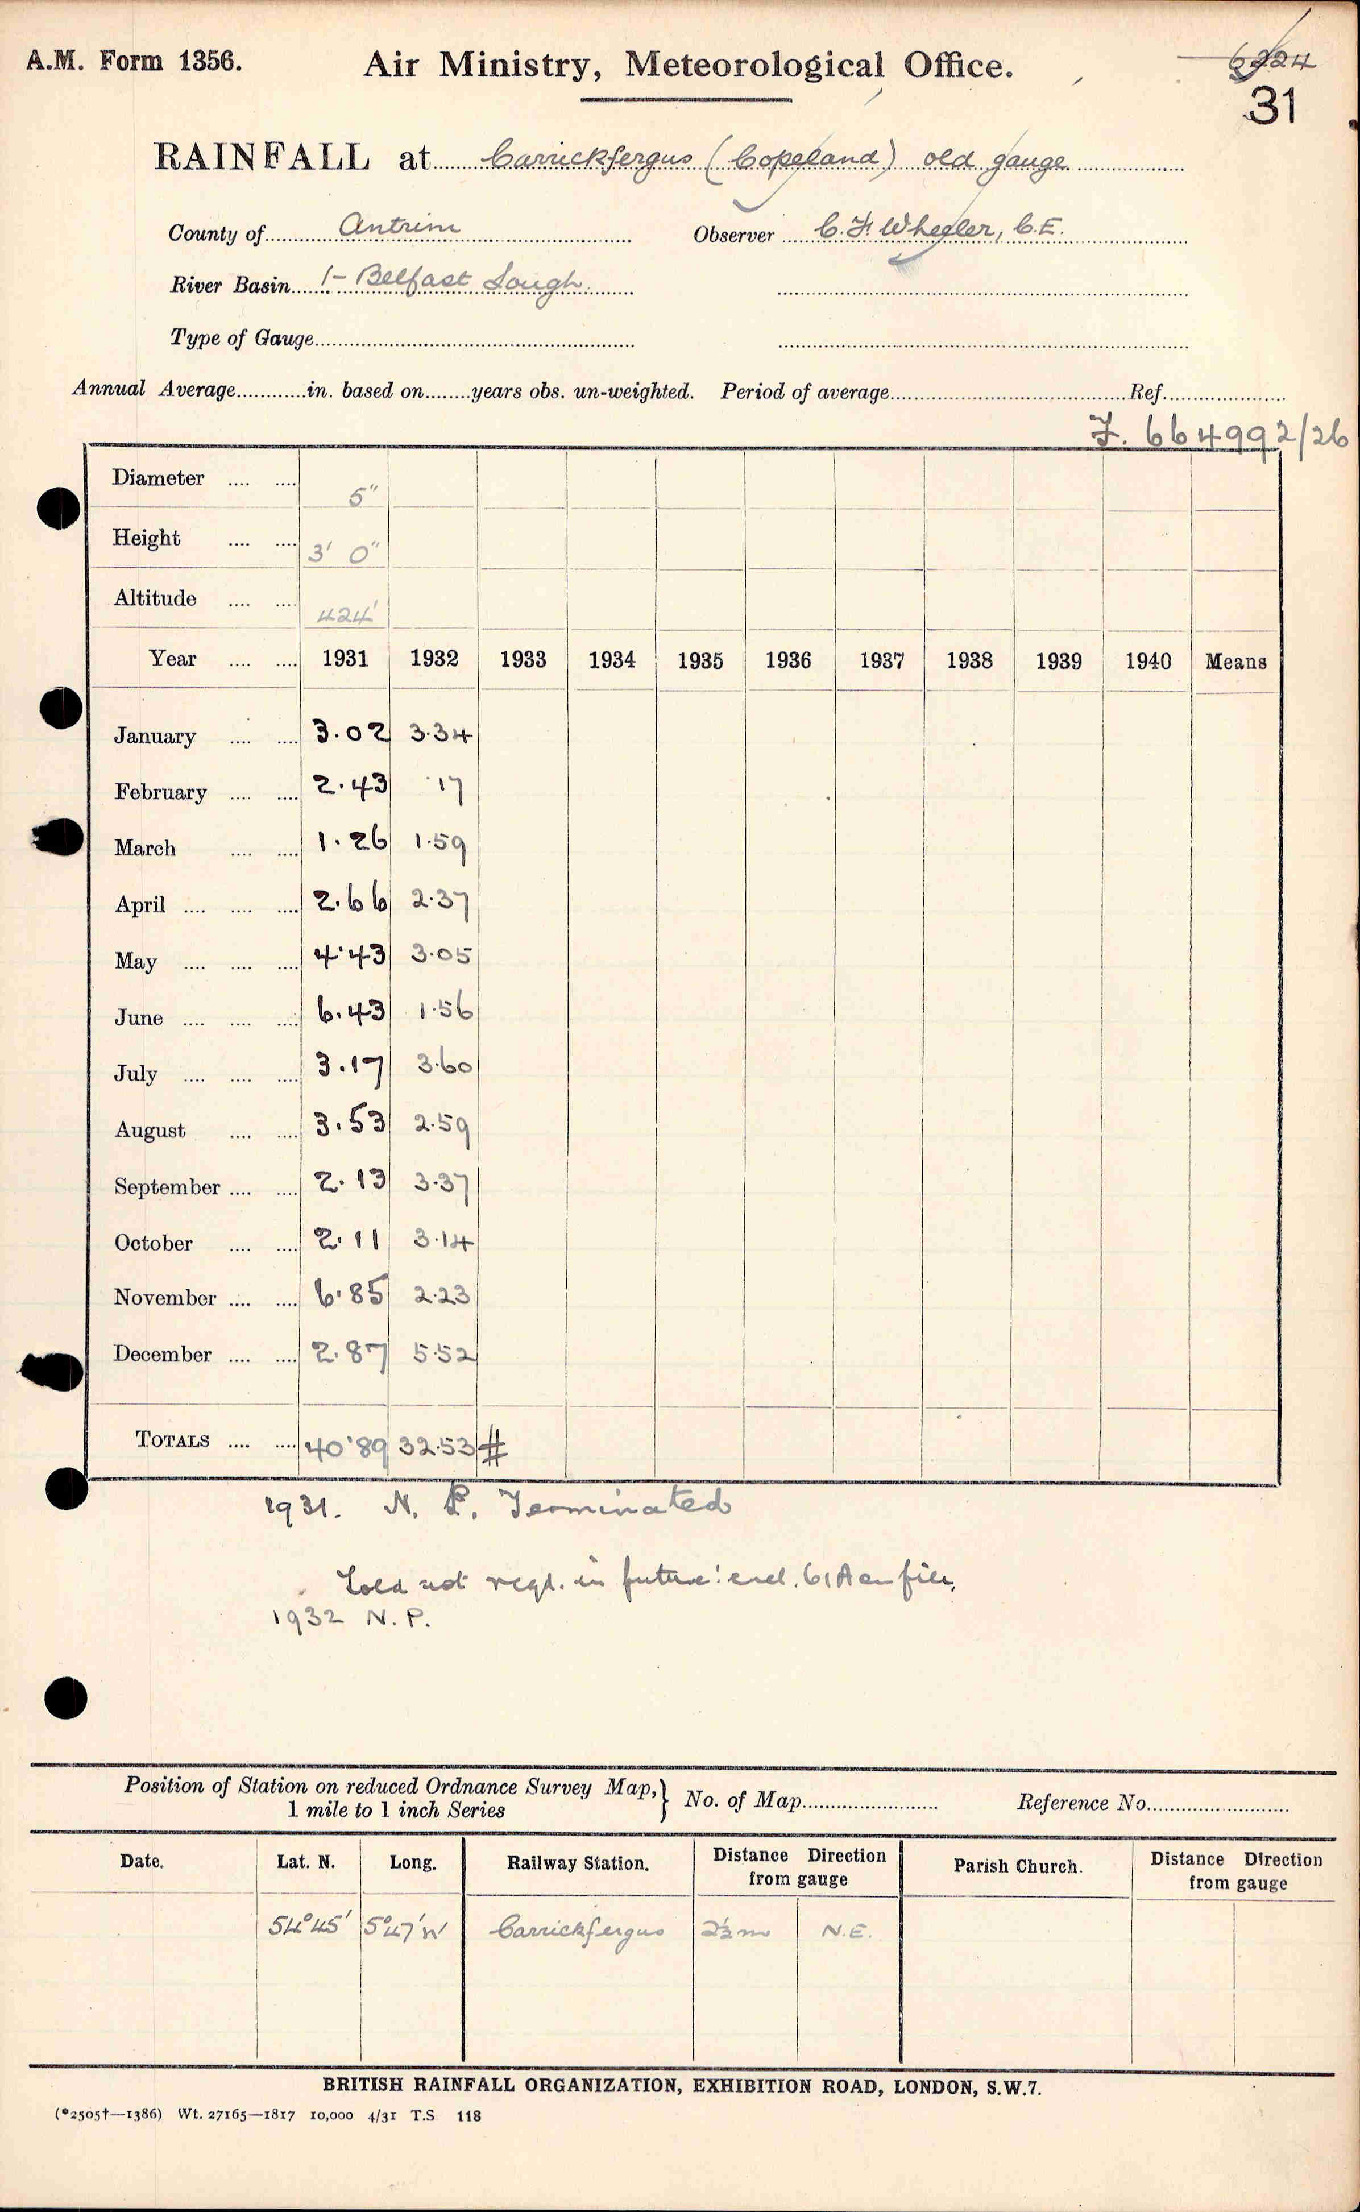 A.M. Form 1356.
Air Ministry, Meteorological Office.
6224
31
RAINFALL at Carrickfergus (Copeland) old gauge
County of Antrim Observer C. F. Wheeler, C.E.
River Basin 1- Belfast Lough.
Type of Gauge
Annual Average in. based on years obs. un-weighted. Period of average Ref.
J. 664992/26
Diameter 5"
Height 3' 0"
Altitude 424'
Year 1931 1932 1933 1934 1935 1936 1937 1938 1939 1940 Means
January 3.02 3.34
February 2.43 .17
March 1.26 1.59
April 2.66 2.37
May 4.43 3.05
June 6.43 1.56
July 3.17 3.60
August 3.53 2.59
September 2.13 3.37
October 2.11 3.14
November 6.85 2.23
December 2.87 5.52
TOTALS 40.89 32.53 #
1931. N. P. Terminated
Told not reqd. in future: encl. 61A on file.
1932 N.P.
Position of Station on reduced Ordnance Survey Map, } No. of Map Reference No.
1 mile to 1 inch Series
Date. Lat. N. Long. Railway Station. Distance Direction from gauge Parish Church. Distance Direction from gauge
54°45' 5°47'W Carrickfergus 2½m N.E.
BRITISH RAINFALL ORGANIZATION, EXHIBITION ROAD, LONDON, S.W.7.
(*2505†—1386) Wt. 27165—1817 10,000 4/31 T.S 118